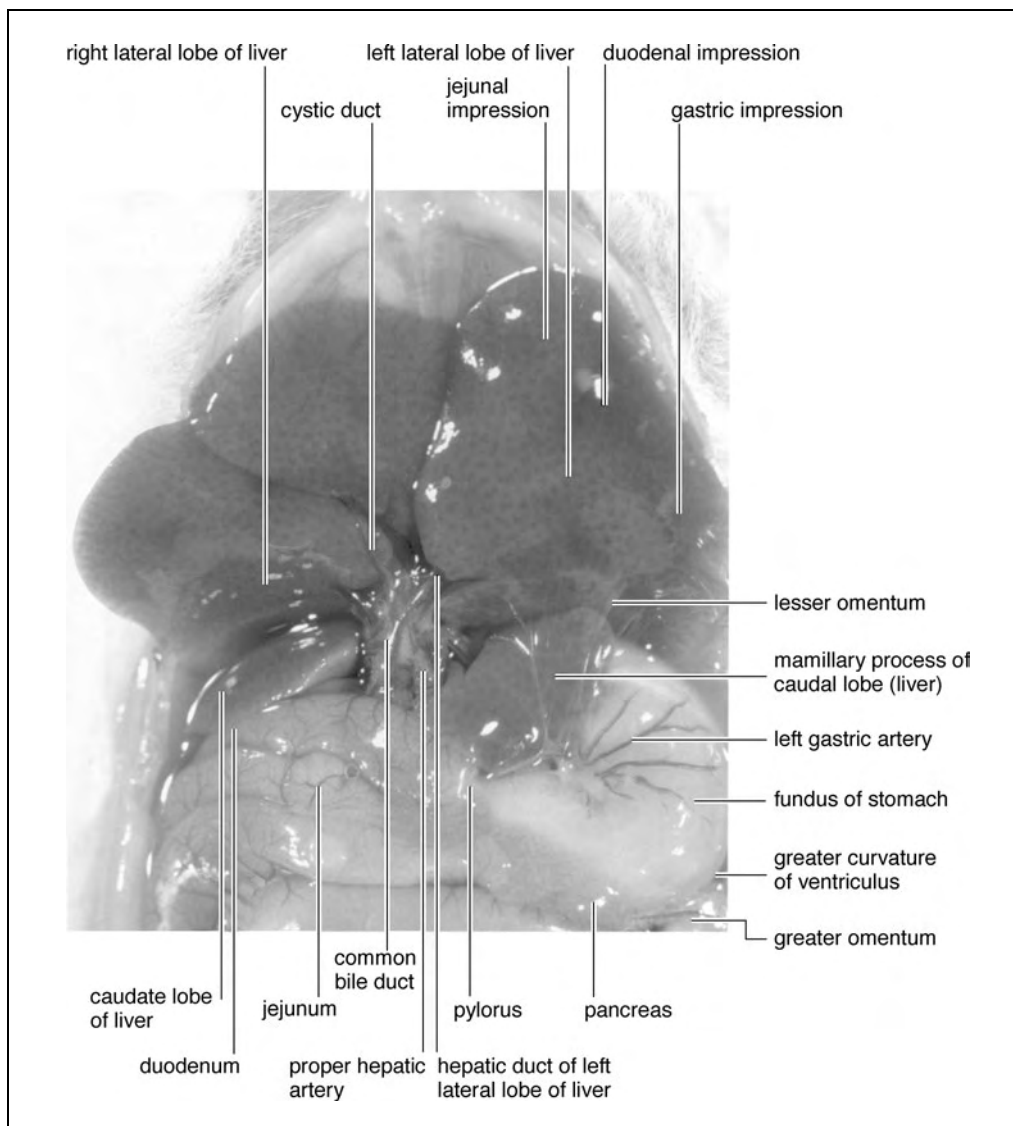 right lateral lobe of liver
left lateral lobe of liver
duodenal impression
cystic duct
jejunal
impression
gastric impression
lesser omentum
mamillary process of
caudal lobe (liver)
left gastric artery
fundus of stomach
greater curvature
of ventriculus
greater omentum
common
bile duct
caudate lobe
of liver
jejunum
pylorus
pancreas
duodenum
proper hepatic
artery
hepatic duct of left
lateral lobe of liver